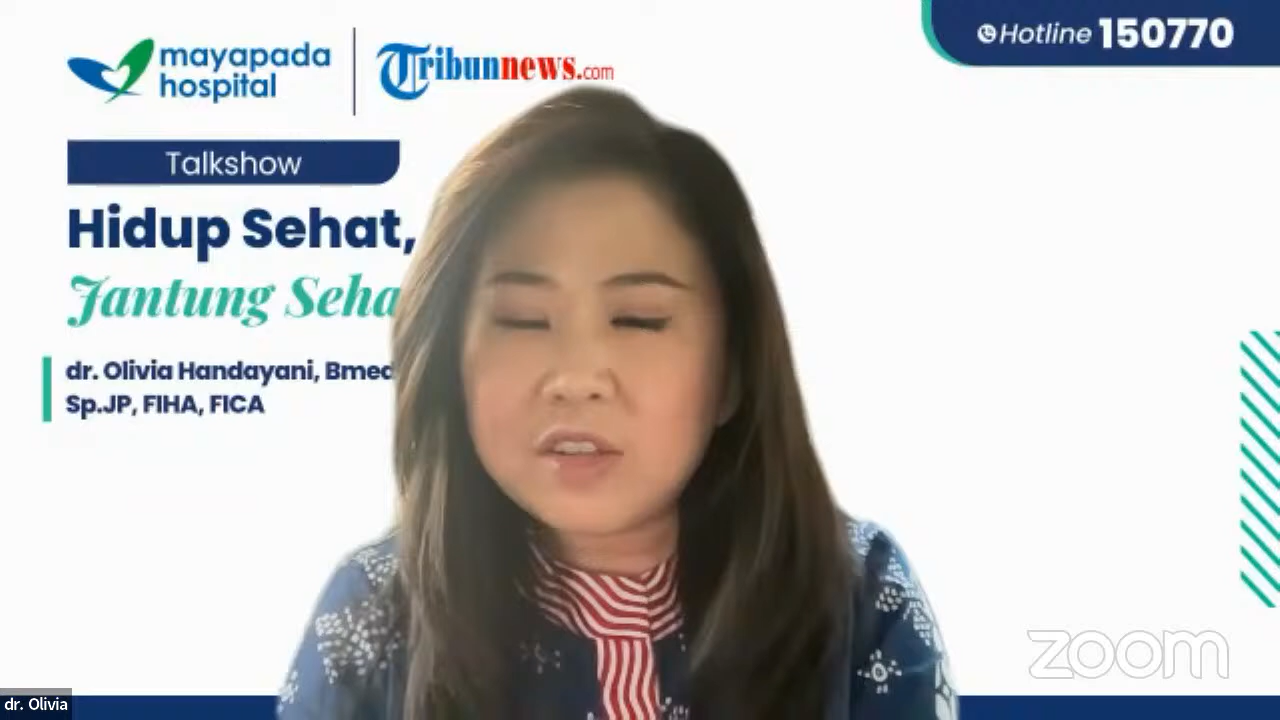 mayapada
hospital
Tribunnews.com
Hotline 150770
Talkshow
Hidup Sehat,
Jantung Seha
dr. Olivia Handayani, Bmed
Sp.JP, FIHA, FICA
zoom
dr. Olivia